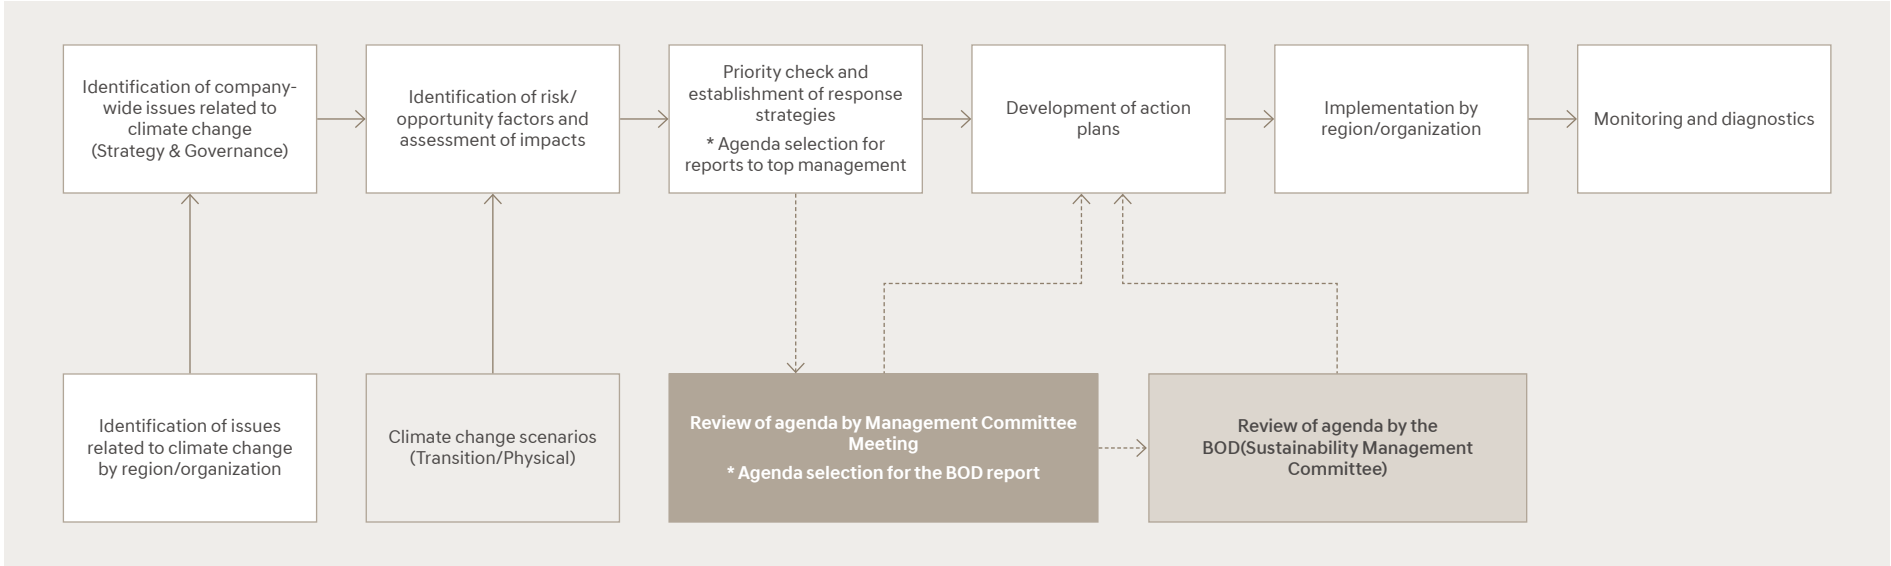 Identification of company-
wide issues related to
climate change
(Strategy & Governance)
Identification of risk/
opportunity factors and
assessment of impacts
Priority check and
establishment of response
strategies
* Agenda selection for
reports to top management
Development of action
plans
Implementation by
region/organization
Monitoring and diagnostics
Identification of issues
related to climate change
by region/organization
Climate change scenarios
(Transition/Physical)
Review of agenda by Management Committee
Meeting
* Agenda selection for the BOD report
Review of agenda by the
BOD(Sustainability Management
Committee)